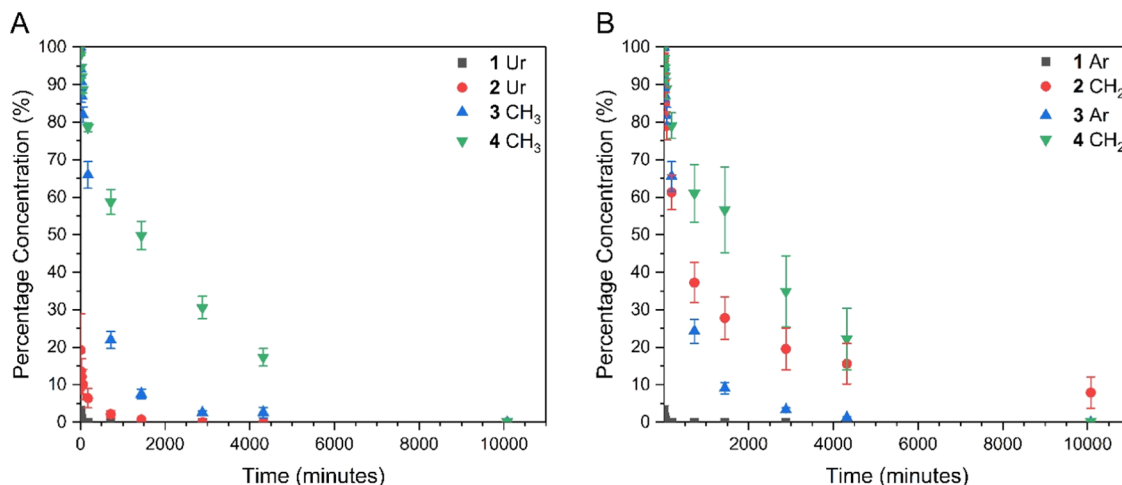 A
100
90
80
70
60
50
40
30
20
10
0
Percentage Concentration (%)
0
2000
4000
6000
8000
10000
Time (minutes)
1 Ur
2 Ur
3 CH₃
4 CH₃
B
100
90
80
70
60
50
40
30
20
10
0
Percentage Concentration (%)
2000
4000
6000
8000
10000
Time (minutes)
1 Ar
2 CH₂
3 Ar
4 CH₂